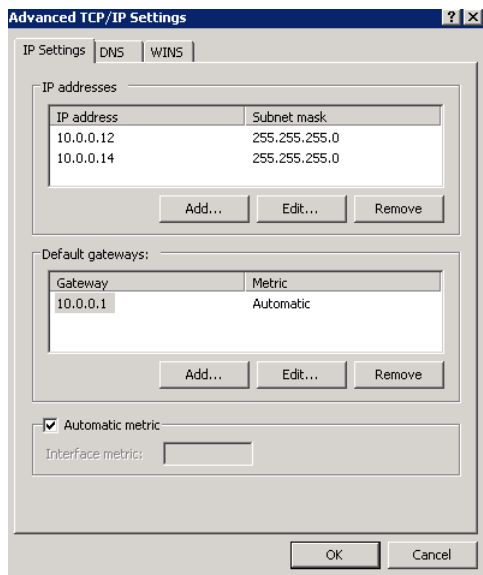 Advanced TCP/IP Settings
IP Settings DNS WINS
IP addresses
IP address Subnet mask
10.0.0.12 255.255.255.0
10.0.0.14 255.255.255.0
Add... Edit... Remove
Default gateways:
Gateway Metric
10.0.0.1 Automatic
Add... Edit... Remove
Automatic metric
Interface metric:
OK Cancel